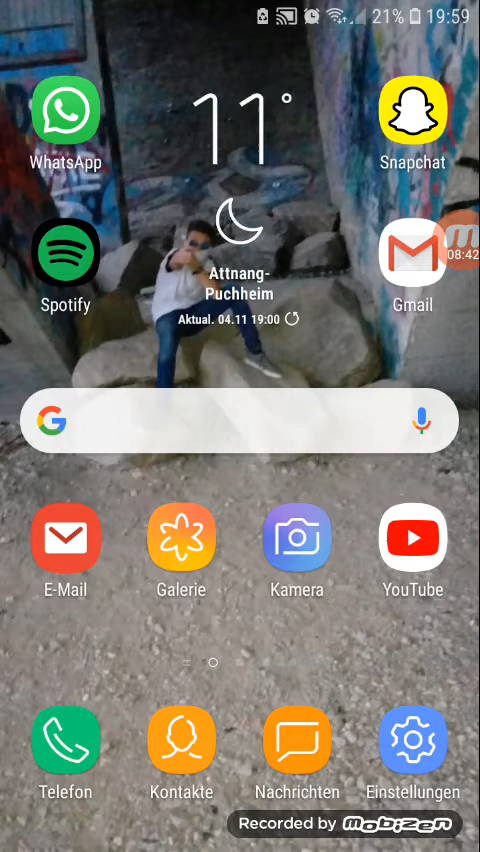 21% 19:59
11°
WhatsApp
Snapchat
Attnang-
Puchheim
Aktual. 04.11 19:00
Spotify
Gmail
08:42
E-Mail
Galerie
Kamera
YouTube
Telefon
Kontakte
Nachrichten
Einstellungen
Recorded by Mobizen